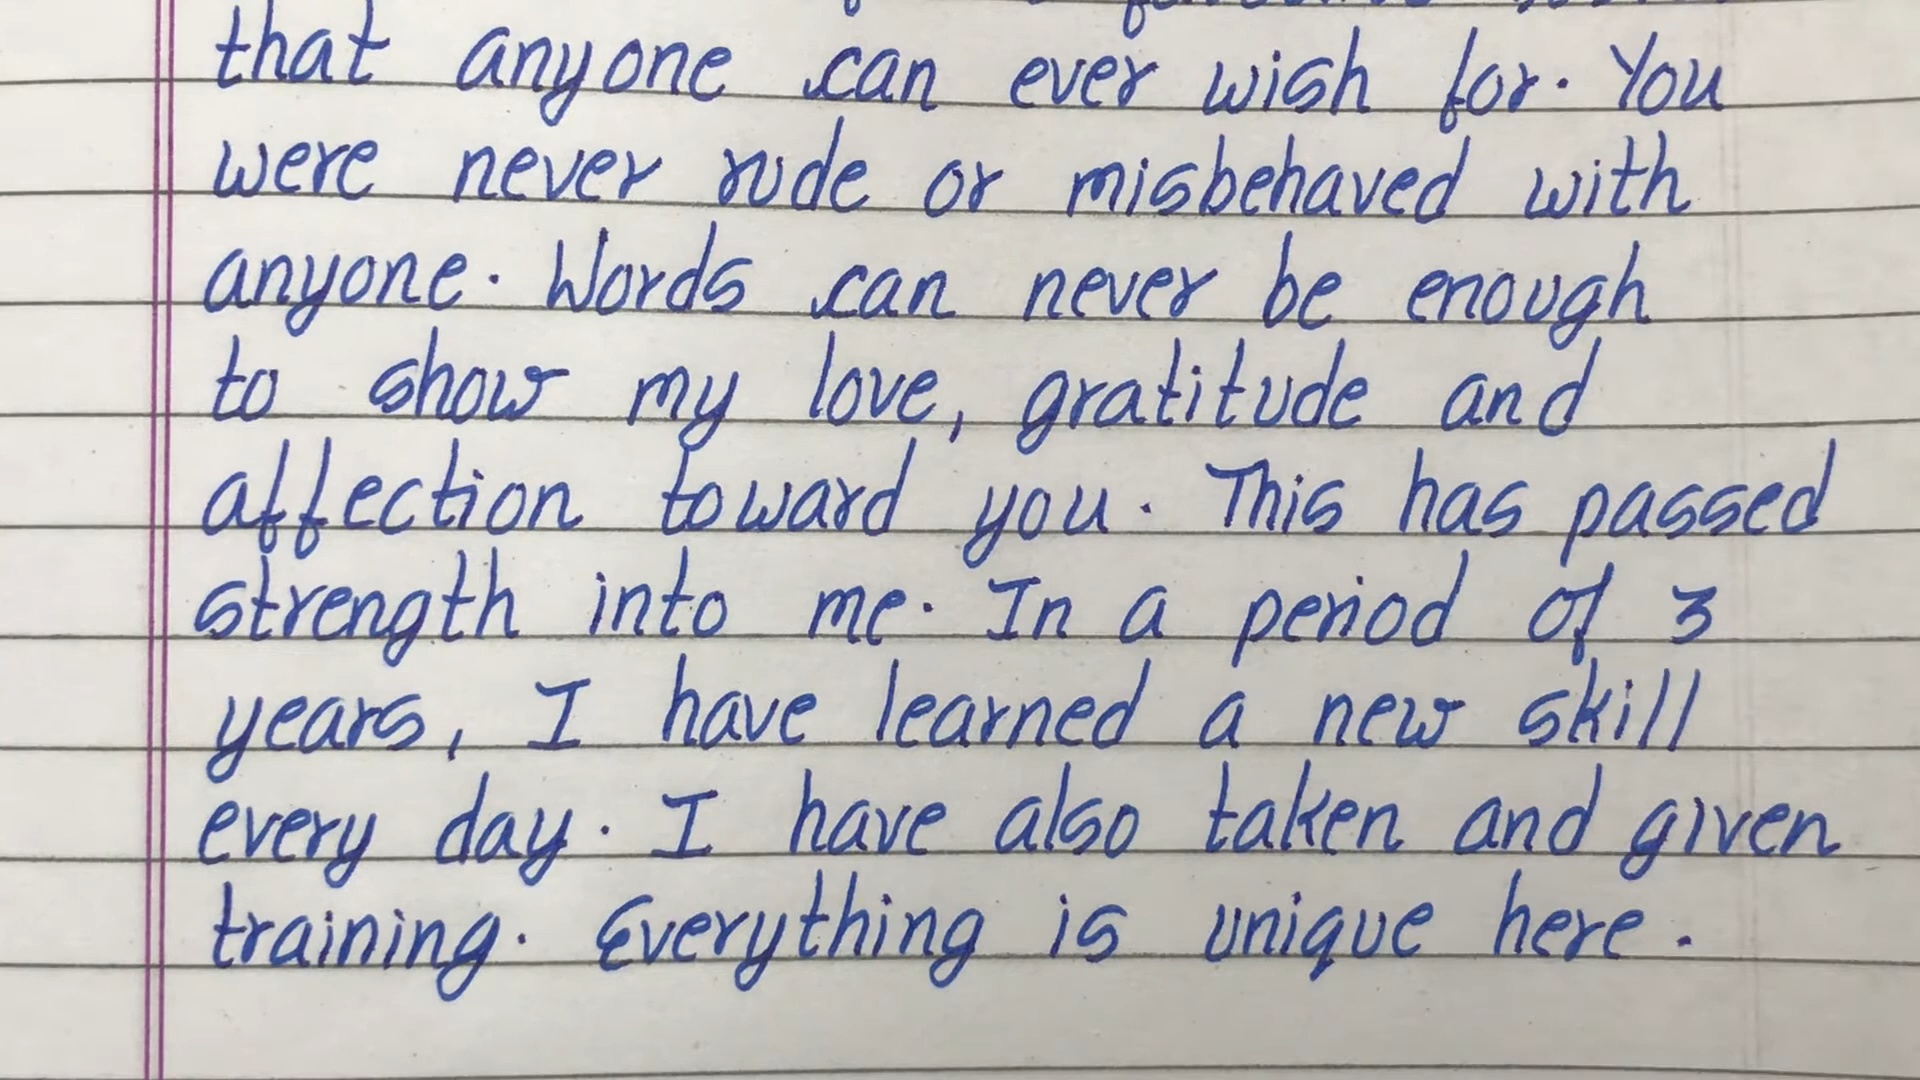 that anyone can ever wish for. You
were never rude or misbehaved with
anyone. Words can never be enough
to show my love, gratitude and
affection toward you. This has passed
strength into me. In a period of 3
years, I have learned a new skill
every day. I have also taken and given
training. Everything is unique here.